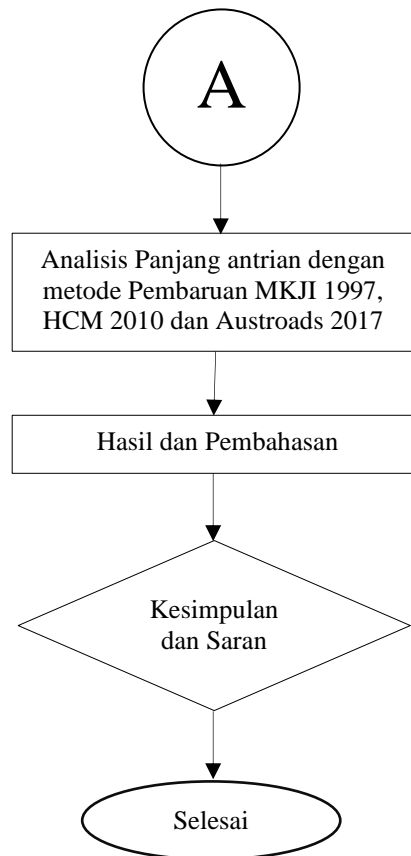 A
Analisis Panjang antrian dengan
metode Pembaruan MKJI 1997,
HCM 2010 dan Austroads 2017
Hasil dan Pembahasan
Kesimpulan
dan Saran
Selesai